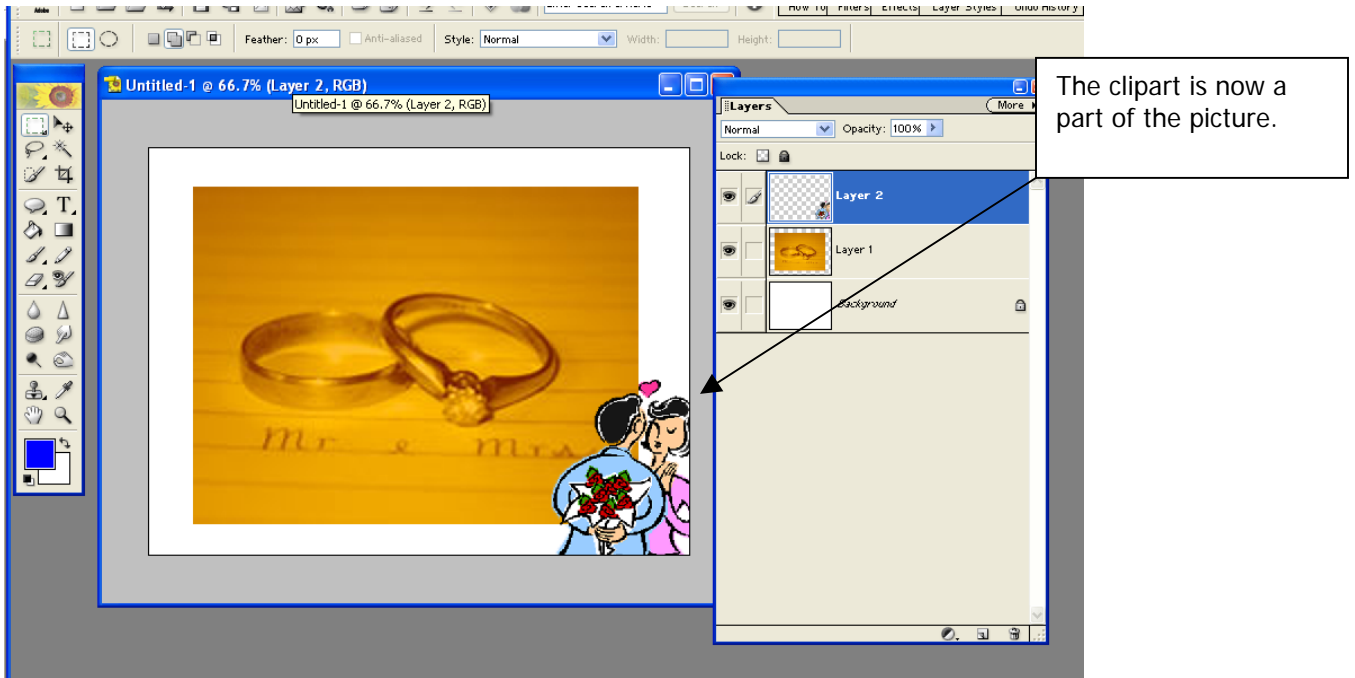 Adobe
How To Filters Effects Layer Styles Undo History
Feather: 0 px Anti-aliased Style: Normal Width: Height:
Untitled-1 @ 66.7% (Layer 2, RGB)
Untitled-1 @ 66.7% (Layer 2, RGB)
The clipart is now a
part of the picture.
Layers More
Normal Opacity: 100%
Lock:
Layer 2
Layer 1
Background
T
Mr & Mrs